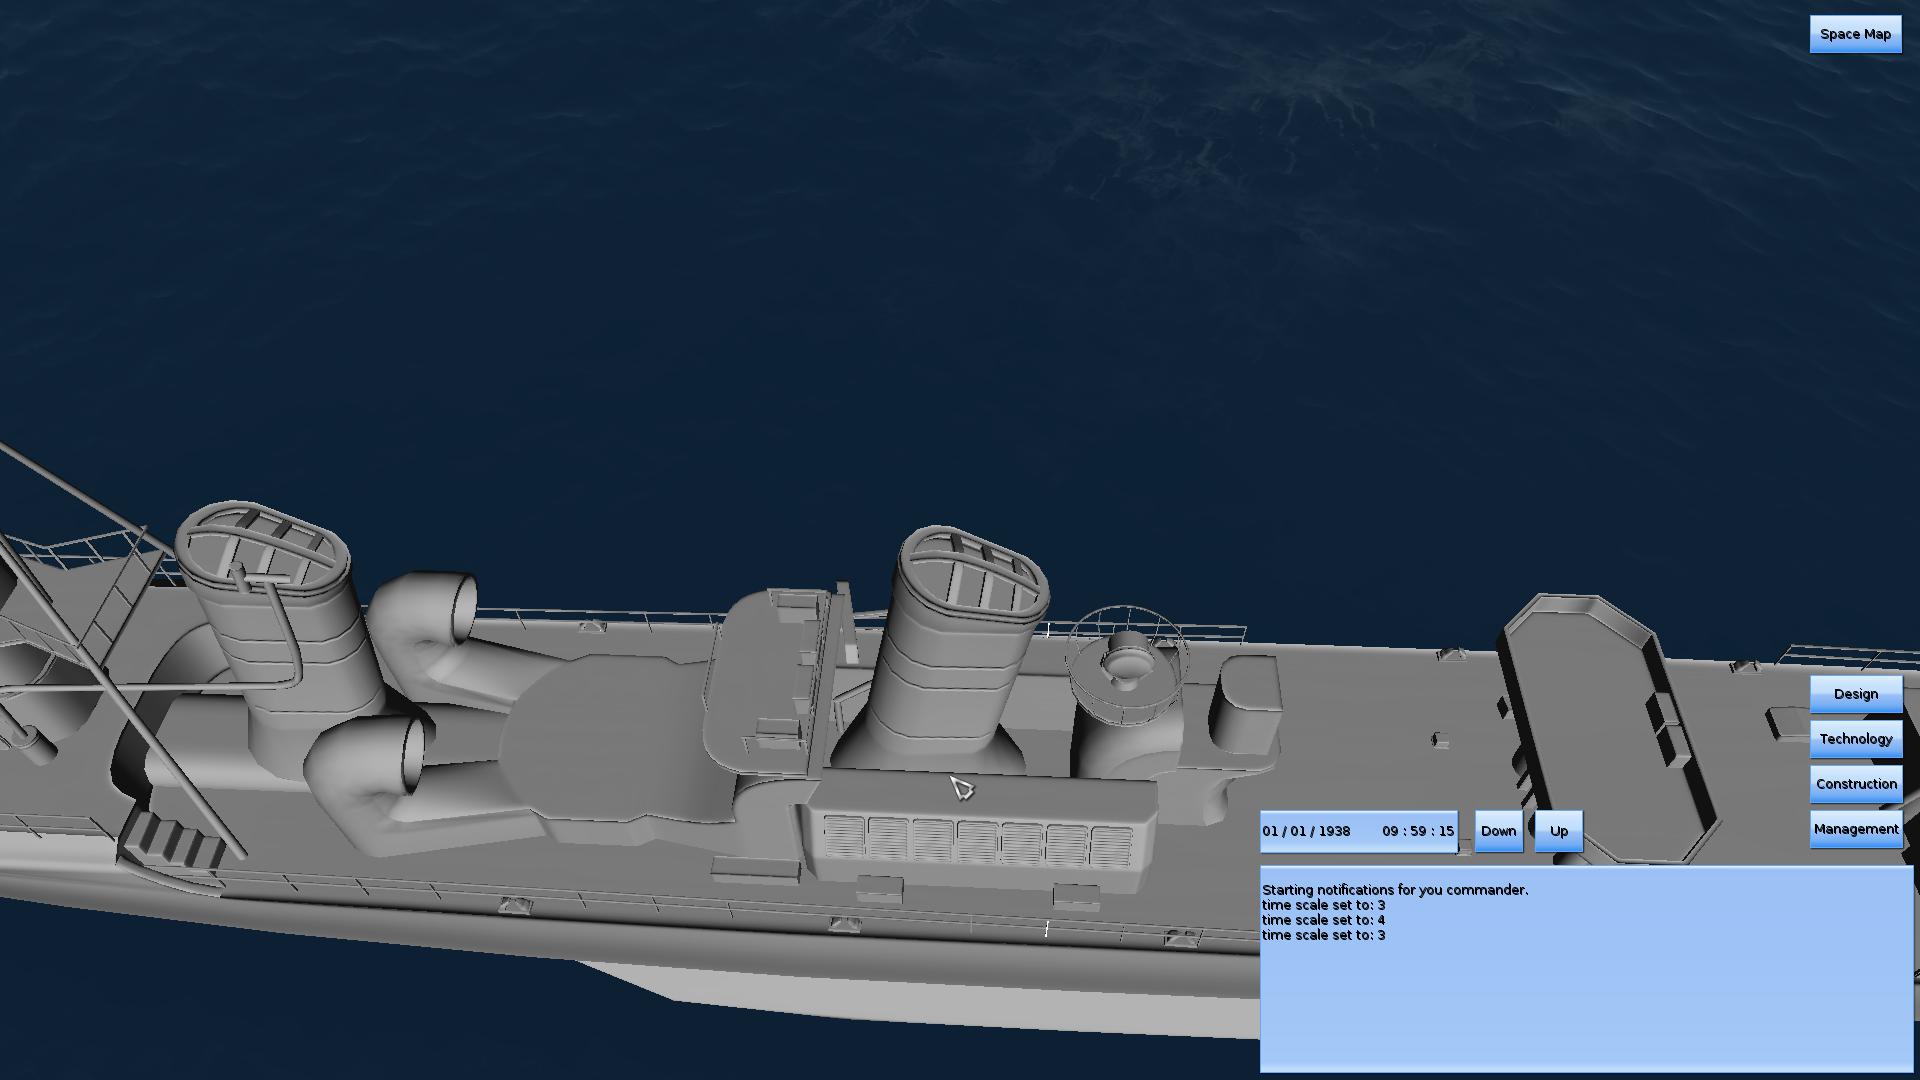 Space Map
Design
Technology
Construction
Management
01 / 01 / 1938 09 : 59 : 15
Down
Up
Starting notifications for you commander.
time scale set to: 3
time scale set to: 4
time scale set to: 3